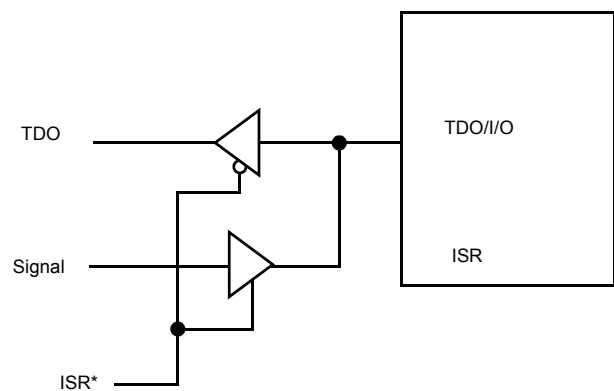 TDO
TDO/I/O
Signal
ISR
ISR*